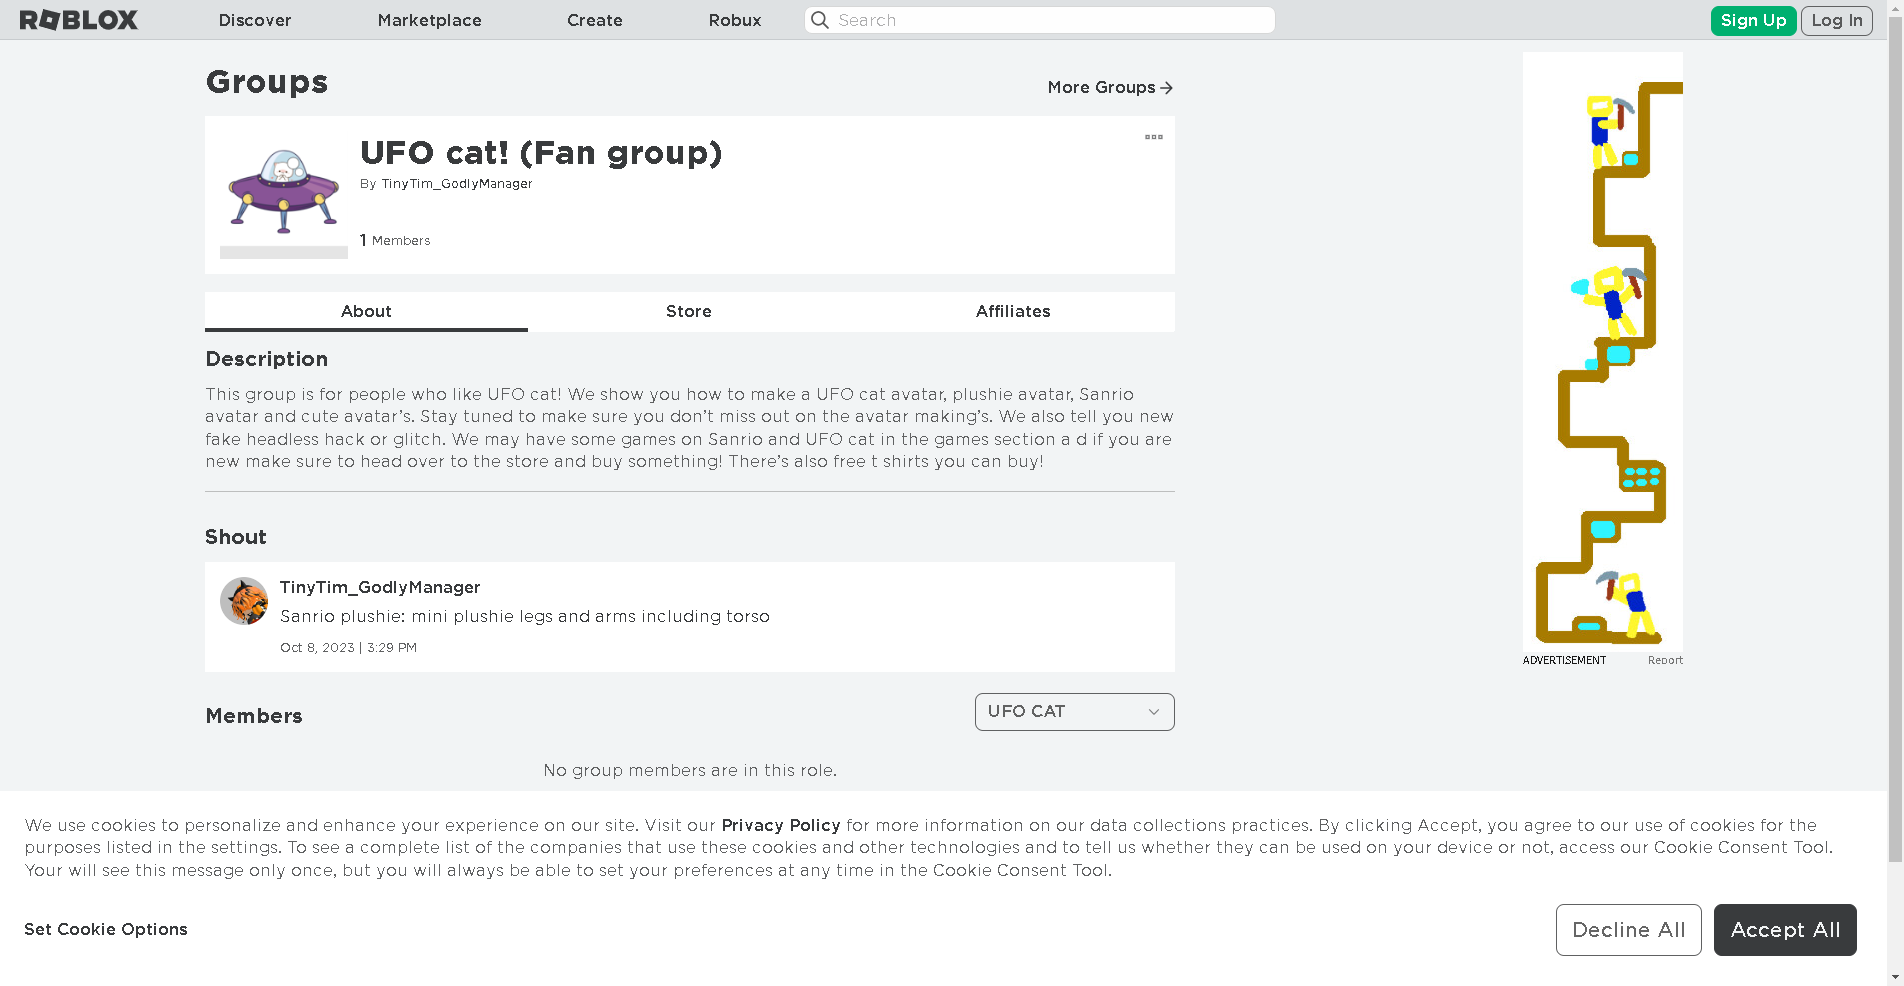 ROBLOX
Discover
Marketplace
Create
Robux
Search
Sign Up
Log In
Groups
More Groups
UFO cat! (Fan group)
By TinyTim_GodlyManager
1 Members
About
Store
Affiliates
Description
This group is for people who like UFO cat! We show you how to make a UFO cat avatar, plushie avatar, Sanrio
avatar and cute avatar’s. Stay tuned to make sure you don’t miss out on the avatar making’s. We also tell you new
fake headless hack or glitch. We may have some games on Sanrio and UFO cat in the games section a d if you are
new make sure to head over to the store and buy something! There’s also free t shirts you can buy!
Shout
TinyTim_GodlyManager
Sanrio plushie: mini plushie legs and arms including torso
Oct 8, 2023 | 3:29 PM
ADVERTISEMENT
Report
Members
UFO CAT
No group members are in this role.
We use cookies to personalize and enhance your experience on our site. Visit our Privacy Policy for more information on our data collections practices. By clicking Accept, you agree to our use of cookies for the
purposes listed in the settings. To see a complete list of the companies that use these cookies and other technologies and to tell us whether they can be used on your device or not, access our Cookie Consent Tool.
Your will see this message only once, but you will always be able to set your preferences at any time in the Cookie Consent Tool.
Set Cookie Options
Decline All
Accept All